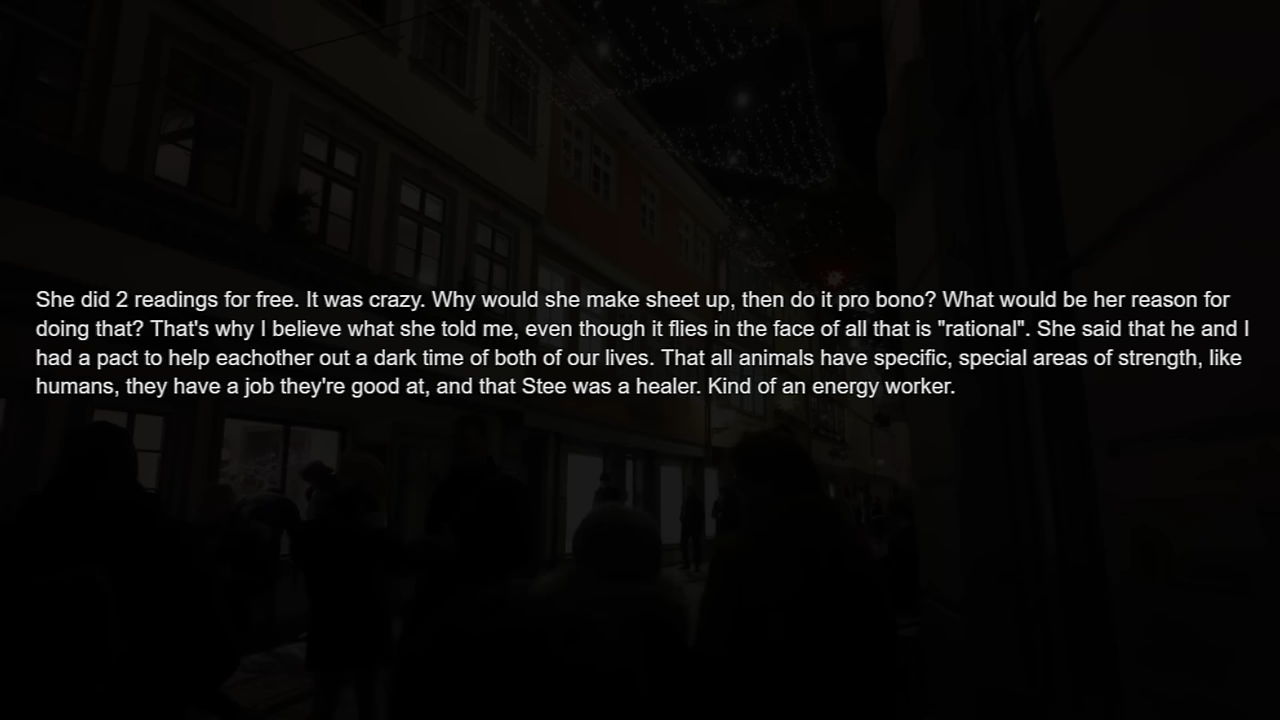 She did 2 readings for free. It was crazy. Why would she make sheet up, then do it pro bono? What would be her reason for
doing that? That's why I believe what she told me, even though it flies in the face of all that is "rational". She said that he and I
had a pact to help eachother out a dark time of both of our lives. That all animals have specific, special areas of strength, like
humans, they have a job they're good at, and that Stee was a healer. Kind of an energy worker.